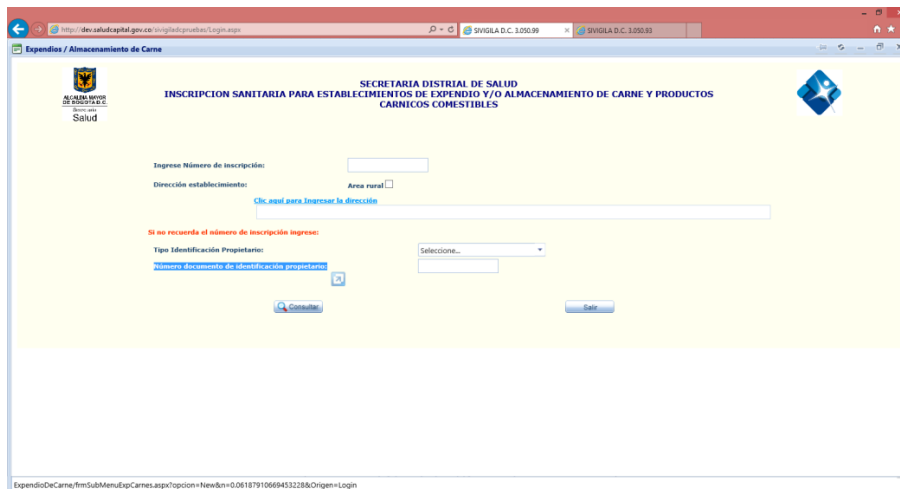 http://dev.saludcapital.gov.co/sivigiladcpruebas/Login.aspx
SIVIGILA D.C. 3.050.99
SIVIGILA D.C. 3.050.93
Expendios / Almacenamiento de Carne
ALCALDIA MAYOR
DE BOGOTA D.C.
Salud
SECRETARIA DISTRIAL DE SALUD
INSCRIPCION SANITARIA PARA ESTABLECIMIENTOS DE EXPENDIO Y/O ALMACENAMIENTO DE CARNE Y PRODUCTOS
CARNICOS COMESTIBLES
Ingrese Número de inscripción:
Dirección establecimiento:
Area rural
Clic aquí para Ingresar la dirección
Si no recuerda el número de inscripción ingrese:
Tipo Identificación Propietario:
Seleccione...
Número documento de identificación propietario:
Consultar
Salir
ExpendioDeCarne/frmSubMenuExpCarnes.aspx?opcion=New&n=0.06187910669453228&Origen=Login